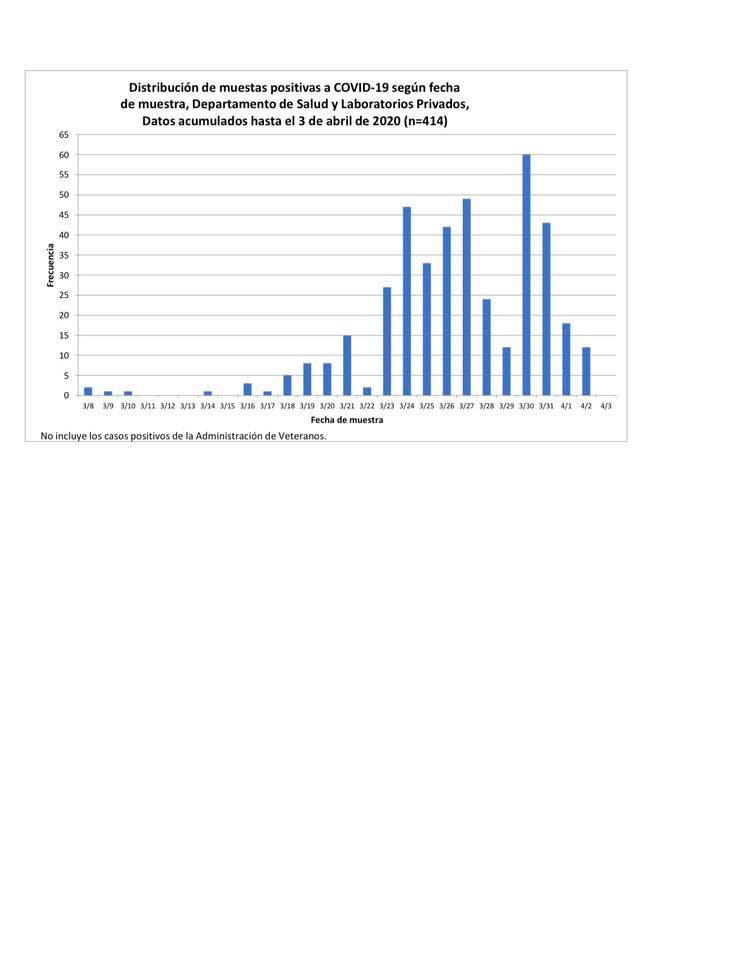 Distribución de muestas positivas a COVID-19 según fecha
de muestra, Departamento de Salud y Laboratorios Privados,
Datos acumulados hasta el 3 de abril de 2020 (n=414)
65
60
55
50
45
40
35
30
25
20
15
10
5
0
Frecuencia
3/8 3/9 3/10 3/11 3/12 3/13 3/14 3/15 3/16 3/17 3/18 3/19 3/20 3/21 3/22 3/23 3/24 3/25 3/26 3/27 3/28 3/29 3/30 3/31 4/1 4/2 4/3
Fecha de muestra
No incluye los casos positivos de la Administración de Veteranos.